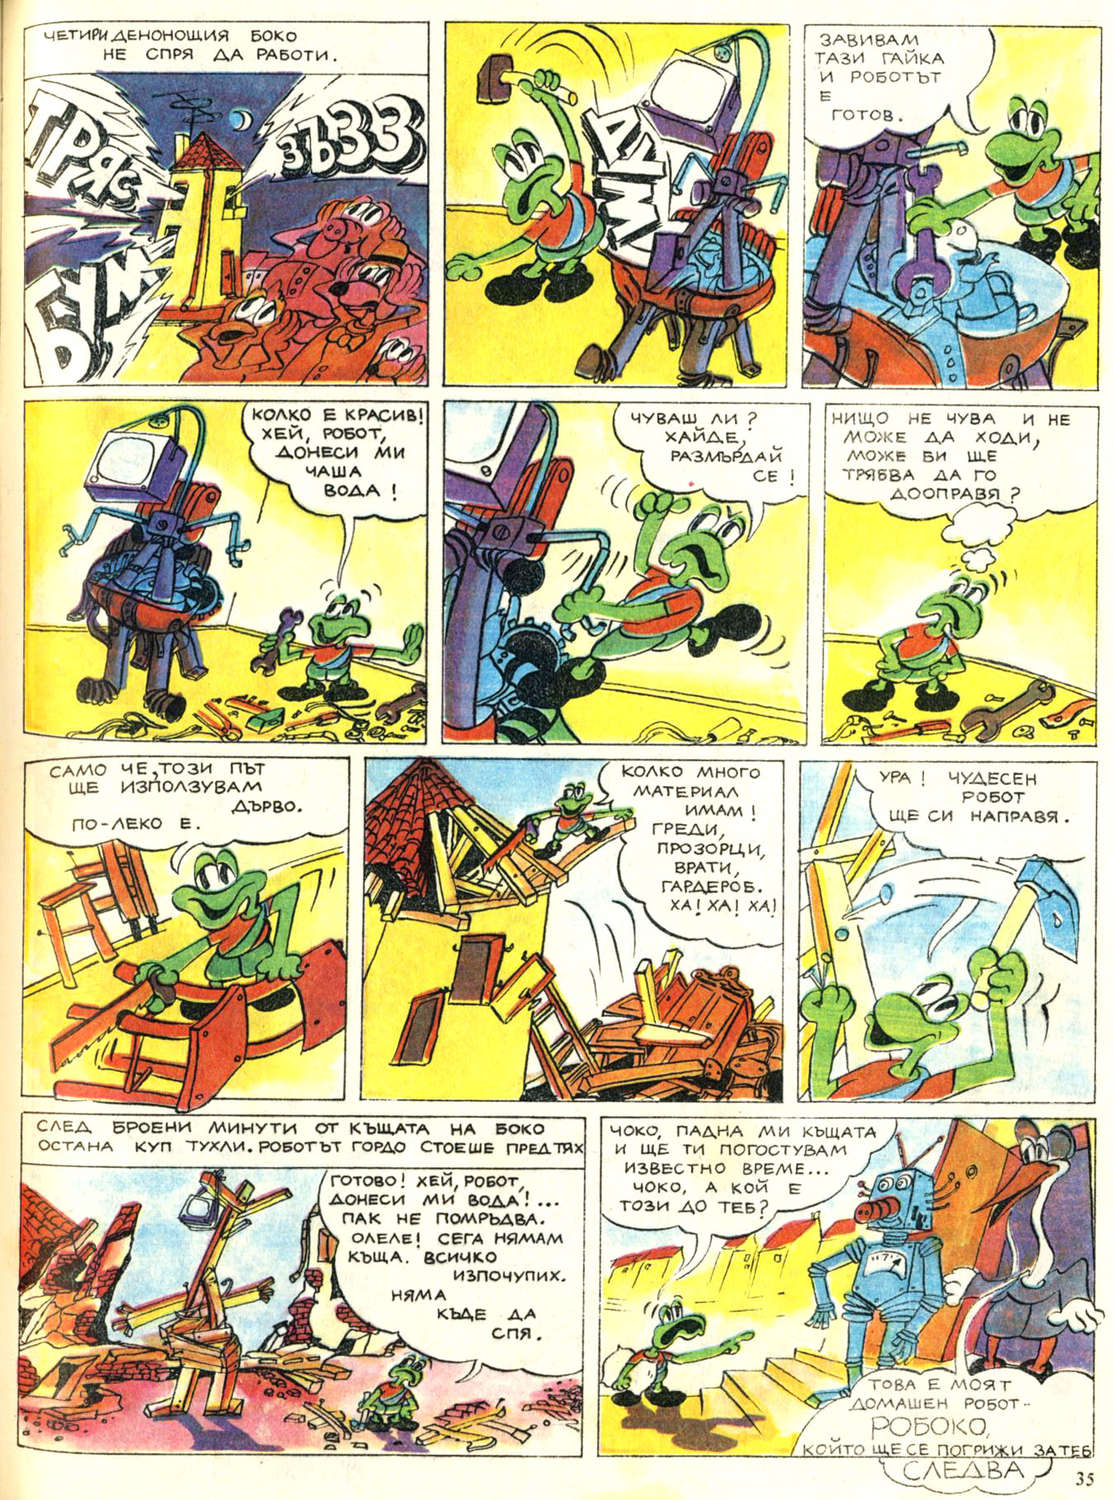 ЧЕТИРИ ДЕНОНОЩИЯ БОКО
НЕ СПРЯ ДА РАБОТИ.
ТРЯС
ЗЪЗЗ
БУМ
ДУМ
ЗАВИВАМ
ТАЗИ ГАЙКА
И РОБОТЪТ
Е
ГОТОВ.
КОЛКО Е КРАСИВ!
ХЕЙ, РОБОТ,
ДОНЕСИ МИ
ЧАША
ВОДА!
ЧУВАШ ЛИ?
ХАЙДЕ,
РАЗМЪРДАЙ
СЕ!
НИЩО НЕ ЧУВА И НЕ
МОЖЕ ДА ХОДИ,
МОЖЕ БИ ЩЕ
ТРЯБВА ДА ГО
ДООПРАВЯ?
САМО ЧЕ, ТОЗИ ПЪТ
ЩЕ ИЗПОЛЗУВАМ
ДЪРВО.
ПО-ЛЕКО Е.
КОЛКО МНОГО
МАТЕРИАЛ
ИМАМ!
ГРЕДИ,
ПРОЗОРЦИ,
ВРАТИ,
ГАРДЕРОБ.
ХА! ХА! ХА!
УРА! ЧУДЕСЕН
РОБОТ
ЩЕ СИ НАПРАВЯ.
СЛЕД БРОЕНИ МИНУТИ ОТ КЪЩАТА НА БОКО
ОСТАНА КУП ТУХЛИ. РОБОТЪТ ГОРДО СТОЕШЕ ПРЕД ТЯХ
ГОТОВО! ХЕЙ, РОБОТ,
ДОНЕСИ МИ ВОДА!...
ПАК НЕ ПОМРЪДВА.
ОЛЕЛЕ! СЕГА НЯМАМ
КЪЩА. ВСИЧКО
ИЗПОЧУПИХ.
НЯМА
КЪДЕ ДА
СПЯ.
ЧОКО, ПАДНА МИ КЪЩАТА
И ЩЕ ТИ ПОГОСТУВАМ
ИЗВЕСТНО ВРЕМЕ...
ЧОКО, А КОЙ Е
ТОЗИ ДО ТЕБ?
ТОВА Е МОЯТ
ДОМАШЕН РОБОТ--
РОБОКО,
КОЙТО ЩЕ СЕ ПОГРИЖИ ЗА ТЕБ
СЛЕДВА
35